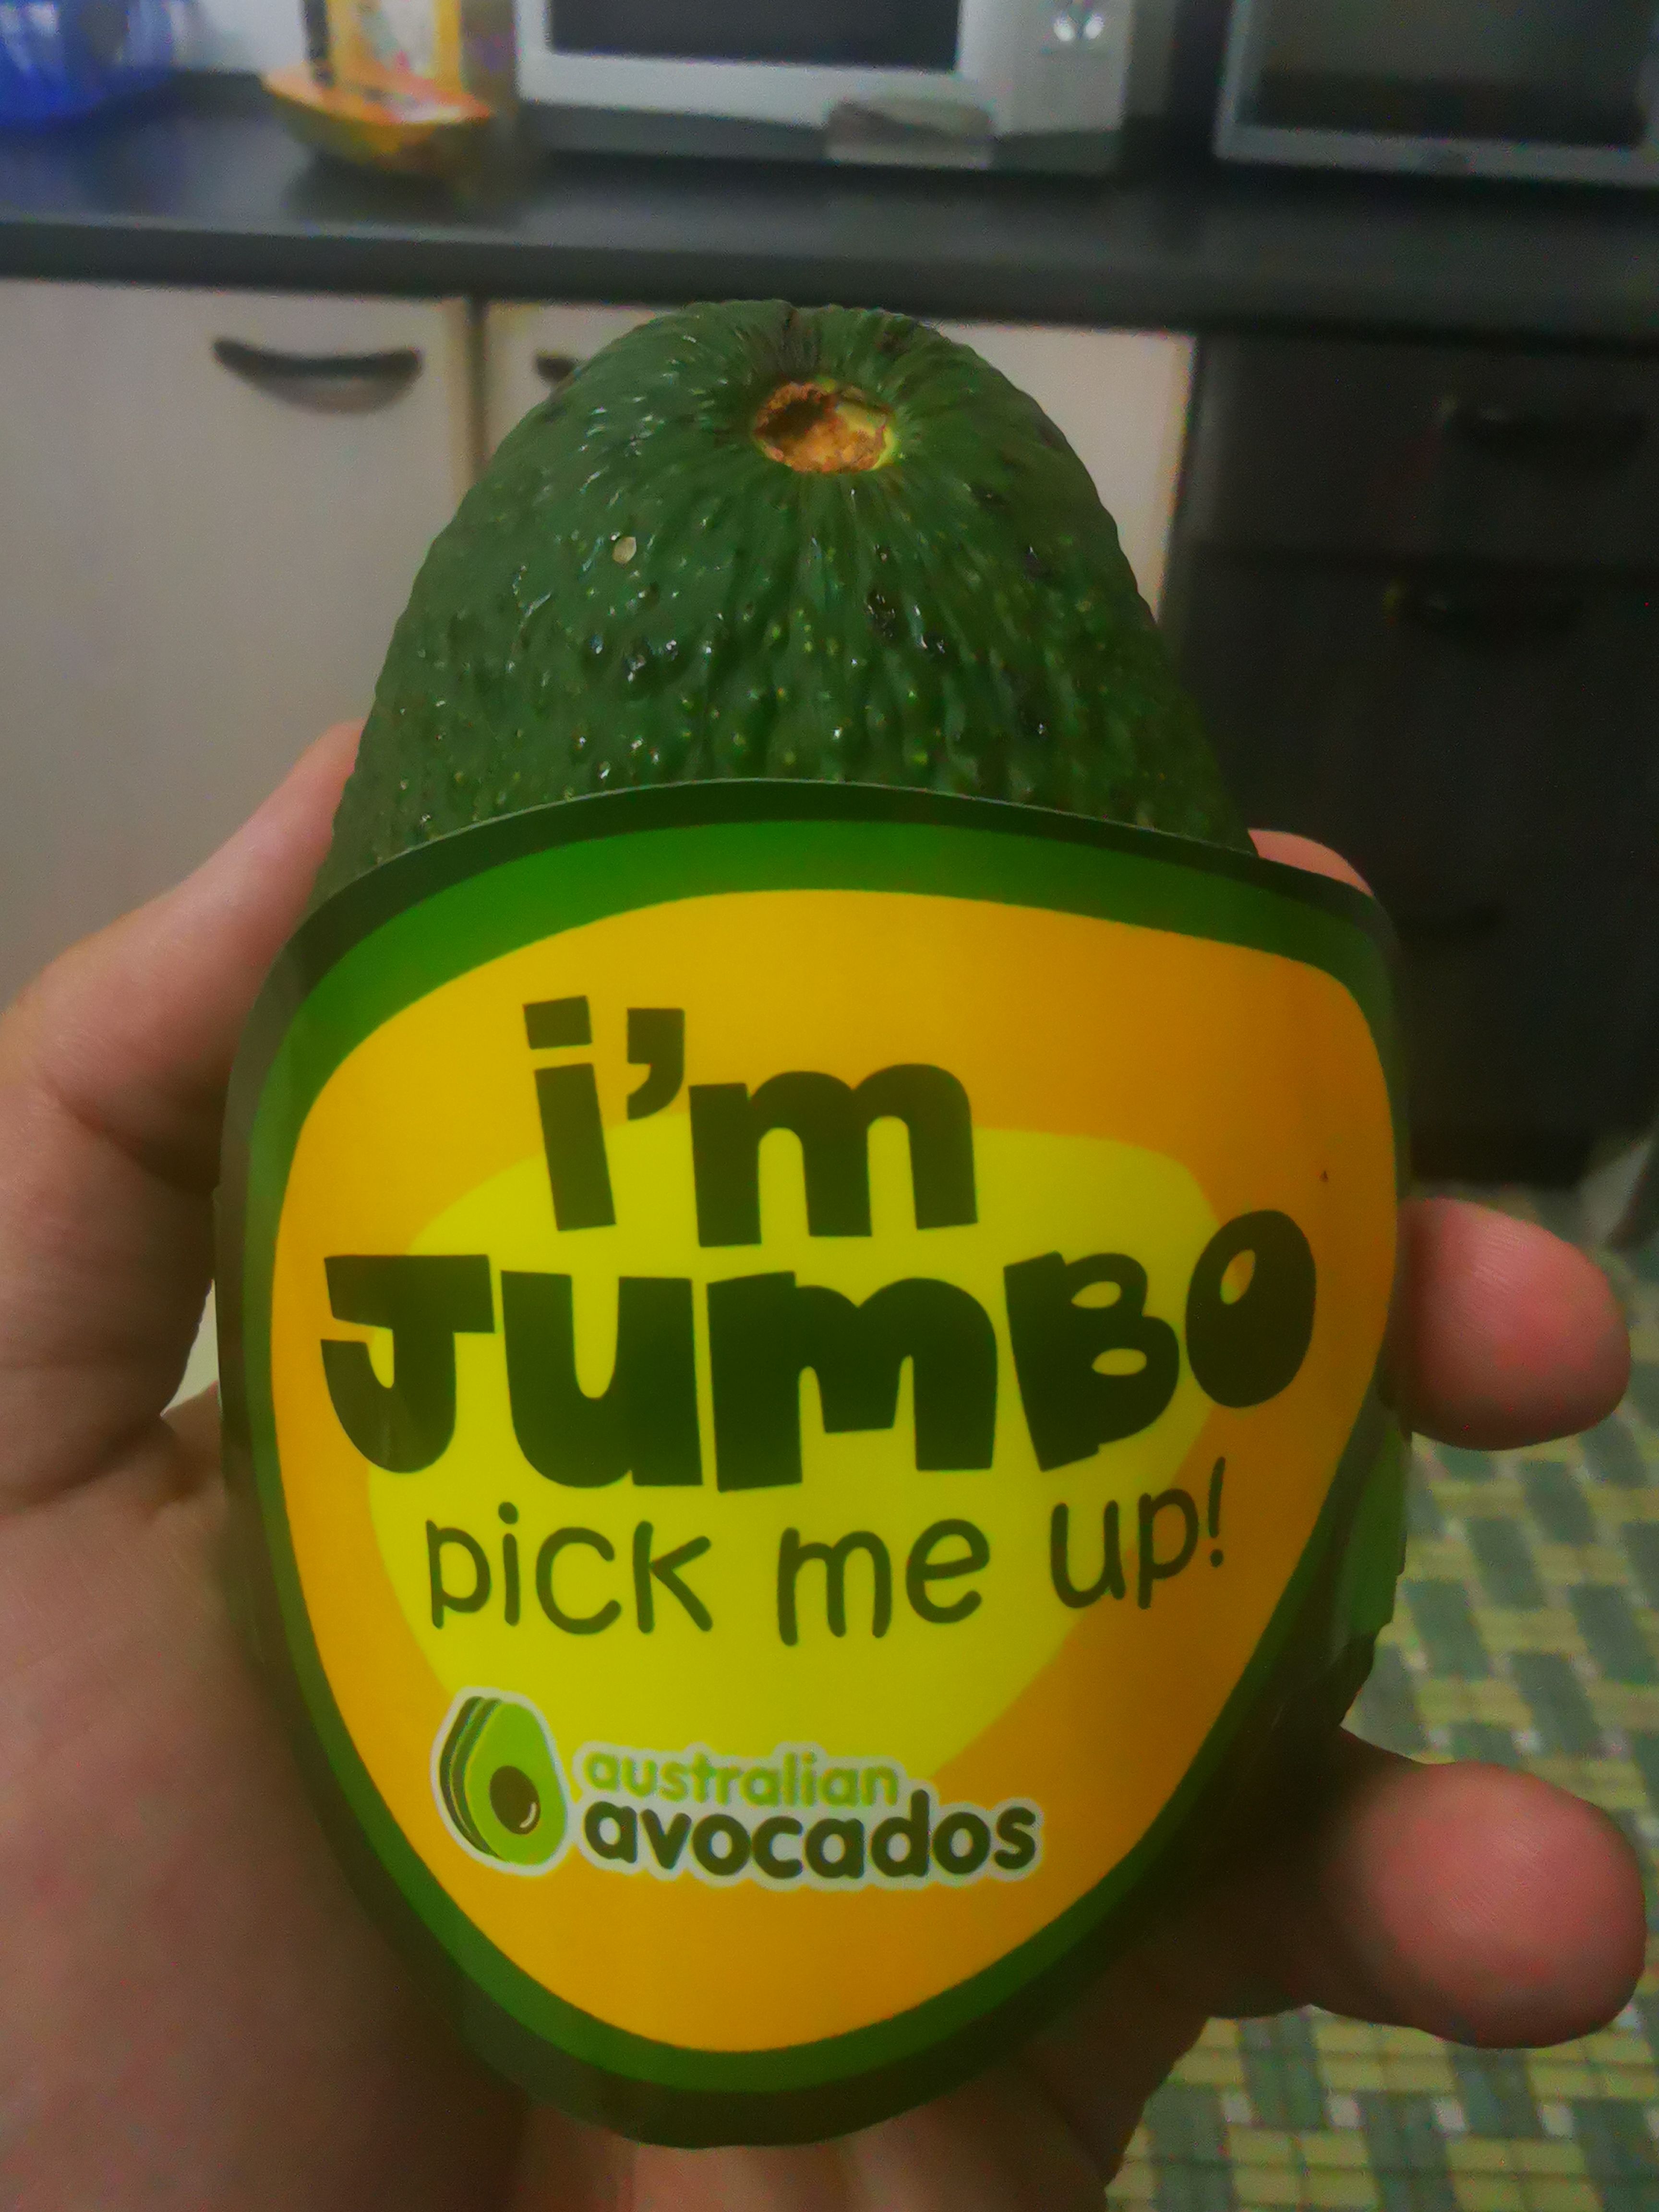 i'm
JUMBO
pick me up!
australian
avocados